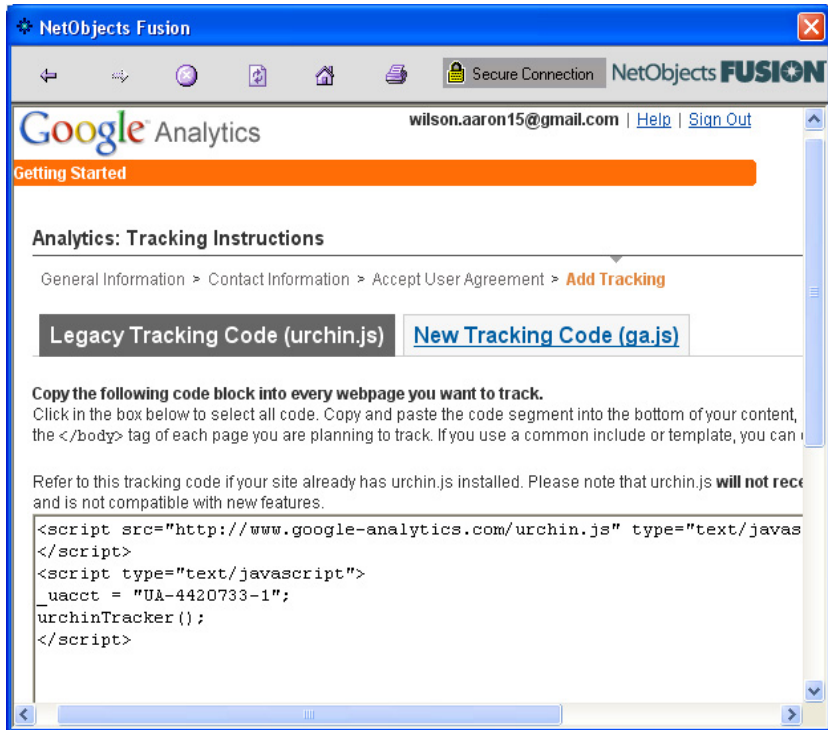 NetObjects Fusion
Secure Connection NetObjects FUSION
Google Analytics
wilson.aaron15@gmail.com | Help | Sign Out
Getting Started
Analytics: Tracking Instructions
General Information > Contact Information > Accept User Agreement > Add Tracking
Legacy Tracking Code (urchin.js) New Tracking Code (ga.js)
Copy the following code block into every webpage you want to track.
Click in the box below to select all code. Copy and paste the code segment into the bottom of your content,
the </body> tag of each page you are planning to track. If you use a common include or template, you can
Refer to this tracking code if your site already has urchin.js installed. Please note that urchin.js will not rece
and is not compatible with new features.
<script src="http://www.google-analytics.com/urchin.js" type="text/javas
</script>
<script type="text/javascript">
_uacct = "UA-4420733-1";
urchinTracker();
</script>